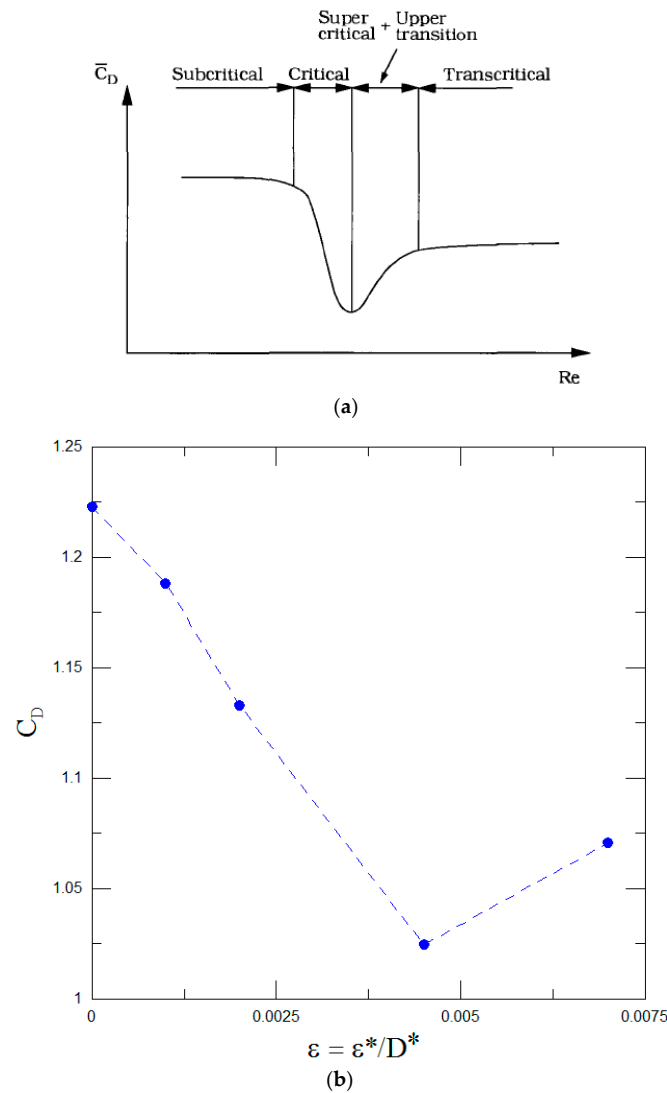 Super critical + Upper transition
C̅D
Subcritical
Critical
Transcritical
Re
(a)
1.25
1.2
1.15
CD
1.1
1.05
1
0
0.0025
0.005
0.0075
ε = ε*/D*
(b)